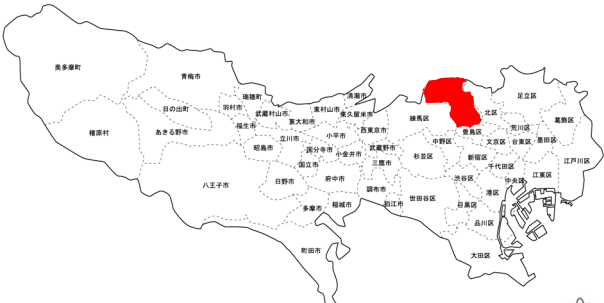 奥多摩町
青梅市
瑞穂町
清瀬市
足立区
日の出町
羽村市
武蔵村山市
東村山市
東久留米市
練馬区
北区
葛飾区
福生市
東大和市
西東京市
豊島区
荒川区
檜原村
あきる野市
立川市
小平市
中野区
文京区
台東区
墨田区
昭島市
国分寺市
小金井市
武蔵野市
杉並区
新宿区
江戸川区
国立市
三鷹市
千代田区
八王子市
日野市
府中市
渋谷区
中央区
江東区
調布市
港区
多摩市
稲城市
狛江市
世田谷区
目黒区
品川区
町田市
大田区